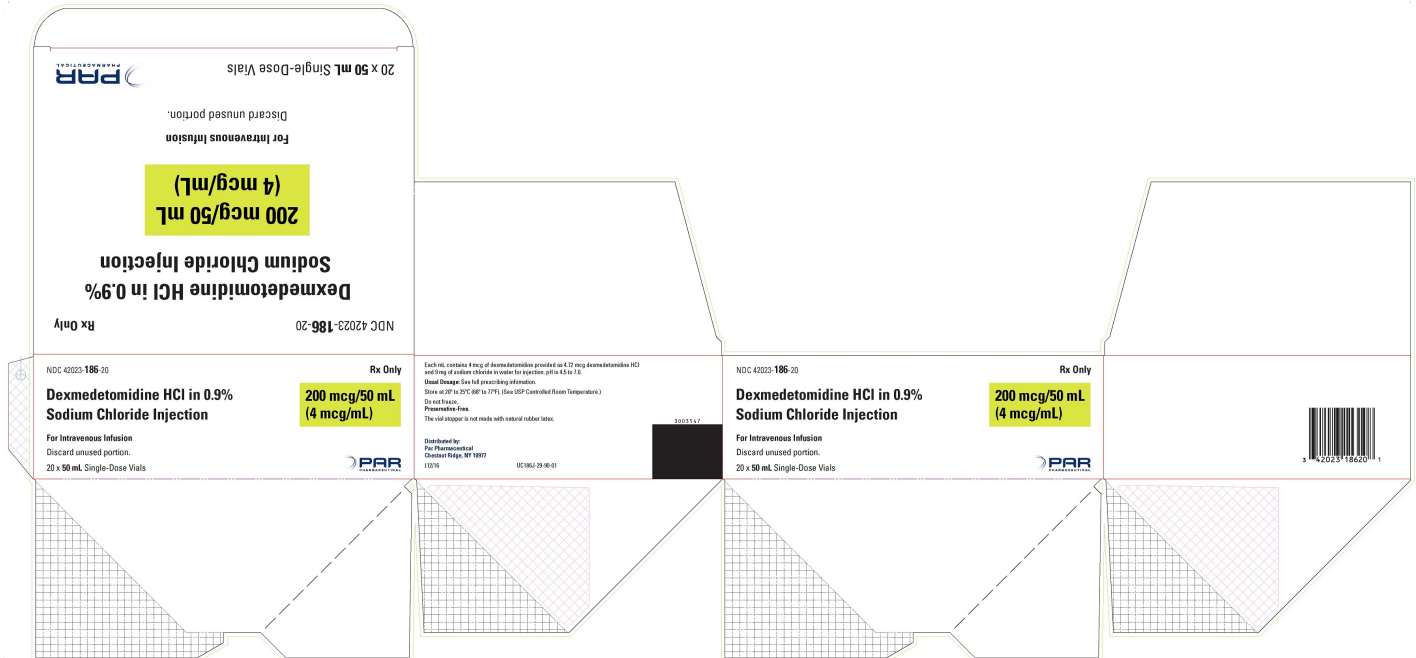 NDC 42023-186-20 Rx Only
Dexmedetomidine HCl in 0.9%
Sodium Chloride Injection
200 mcg/50 mL
(4 mcg/mL)
For Intravenous Infusion
Discard unused portion.
20 x 50 mL Single-Dose Vials
PAR
PHARMACEUTICAL
NDC 42023-186-20 Rx Only
Dexmedetomidine HCl in 0.9%
Sodium Chloride Injection
200 mcg/50 mL
(4 mcg/mL)
For Intravenous Infusion
Discard unused portion.
20 x 50 mL Single-Dose Vials
PAR
PHARMACEUTICAL
Each mL contains 4 mcg of dexmedetomidine provided as 4.72 mcg dexmedetomidine HCl
and 9 mg of sodium chloride in water for injection. pH is 4.5 to 7.0.
Usual Dosage: See full prescribing infomation.
Store at 20° to 25°C (68° to 77°F). (See USP Controlled Room Temperature.)
Do not freeze.
Preservative-Free.
The vial stopper is not made with natural rubber latex.
Distributed by:
Par Pharmaceutical
Chestnut Ridge, NY 10977
I 12/16 UC186J-29-90-01
3003547
NDC 42023-186-20 Rx Only
Dexmedetomidine HCl in 0.9%
Sodium Chloride Injection
200 mcg/50 mL
(4 mcg/mL)
For Intravenous Infusion
Discard unused portion.
20 x 50 mL Single-Dose Vials
PAR
PHARMACEUTICAL
3 42023 18620 1